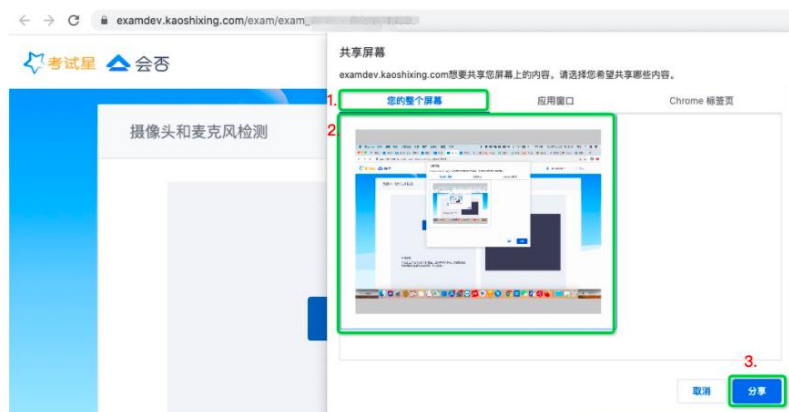 examdev.kaoshixing.com/exam/exam_
考试星 会否
共享屏幕
examdev.kaoshixing.com想要共享您屏幕上的内容。请选择您希望共享哪些内容。
1. 您的整个屏幕 应用窗口 Chrome 标签页
摄像头和麦克风检测
2.
3.
取消 分享